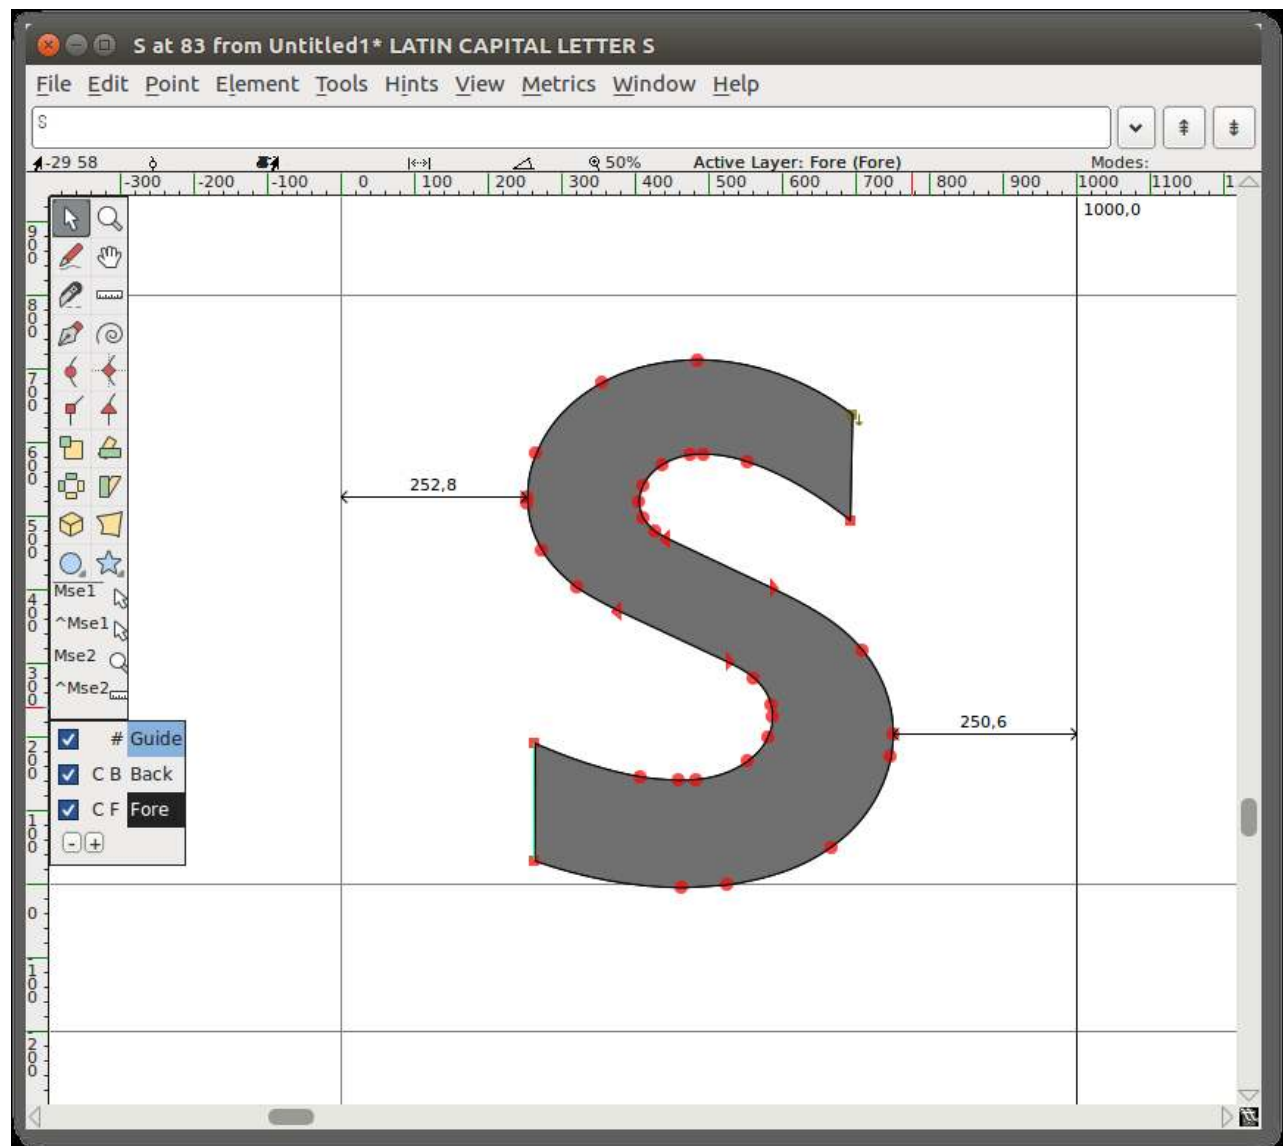 S at 83 from Untitled1* LATIN CAPITAL LETTER S
File Edit Point Element Tools Hints View Metrics Window Help
S
-29 58 50% Active Layer: Fore (Fore) Modes:
-300 -200 -100 0 100 200 300 400 500 600 700 800 900 1000 1100 1
1000,0
900
800
700
600
252,8
500
400
Mse1
^Mse1
Mse2
^Mse2
300
250,6
# Guide
200
C B Back
C F Fore
100
- +
0
-100
-200